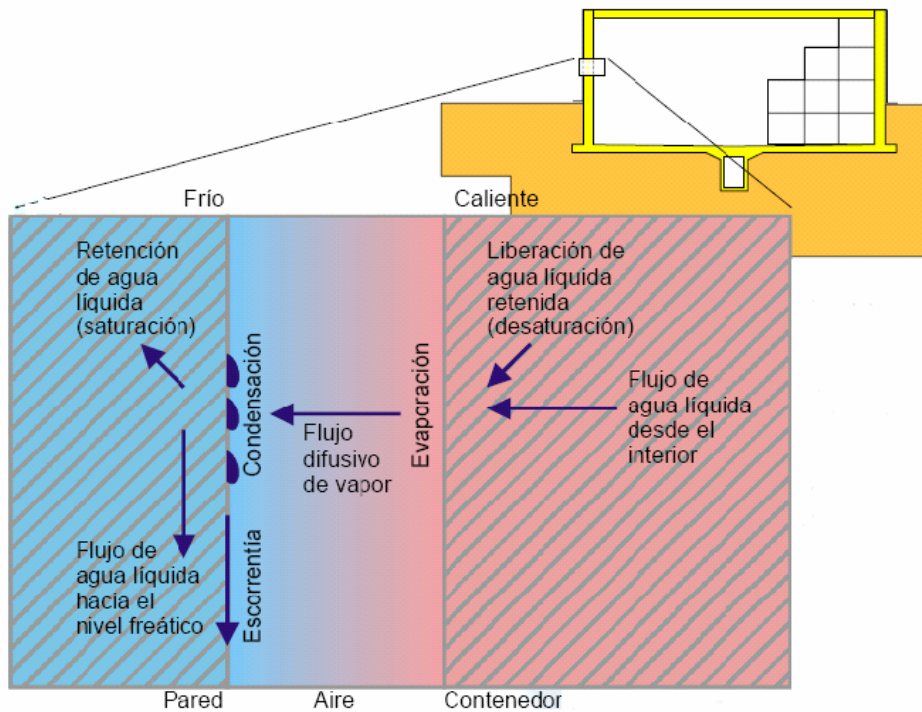 Frío
Caliente
Retención
de agua
líquida
(saturación)
Liberación de
agua líquida
retenida
(desaturación)
Condensación
Evaporación
Flujo de
agua líquida
desde el
interior
Flujo
difusivo
de vapor
Flujo de
agua líquida
hacia el
nivel freático
Escorrentía
Pared
Aire
Contenedor